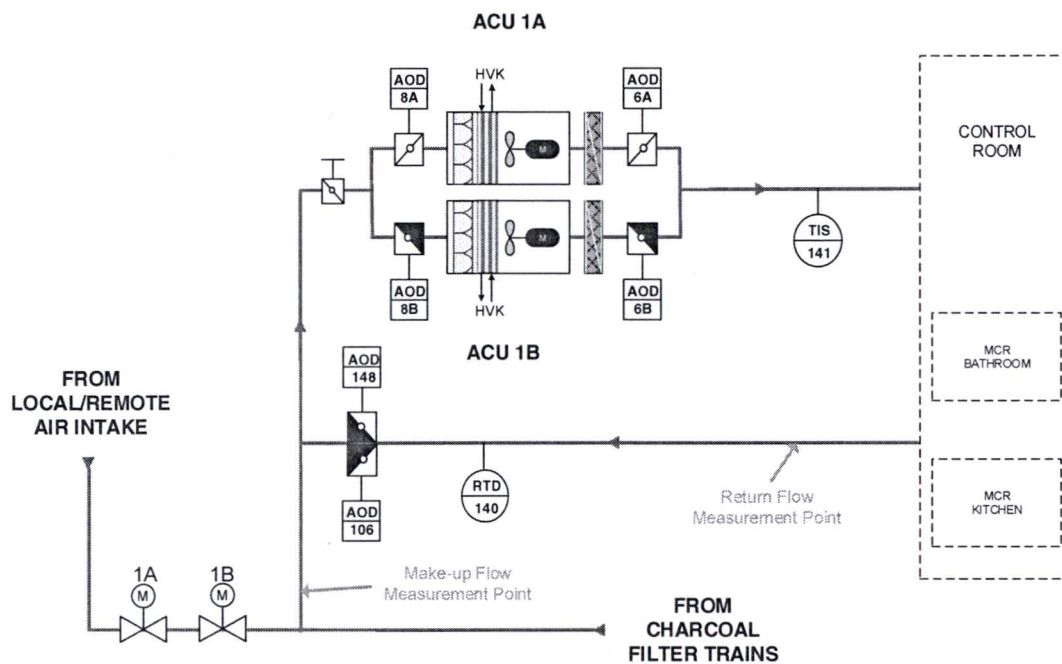 ACU 1A
AOD
8A
HVK
AOD
6A
M
CONTROL
ROOM
TIS
141
M
AOD
8B
HVK
AOD
6B
ACU 1B
MCR
BATHROOM
AOD
148
FROM
LOCAL/REMOTE
AIR INTAKE
RTD
140
Return Flow
Measurement Point
MCR
KITCHEN
AOD
106
1A
M
1B
M
Make-up Flow
Measurement Point
FROM
CHARCOAL
FILTER TRAINS